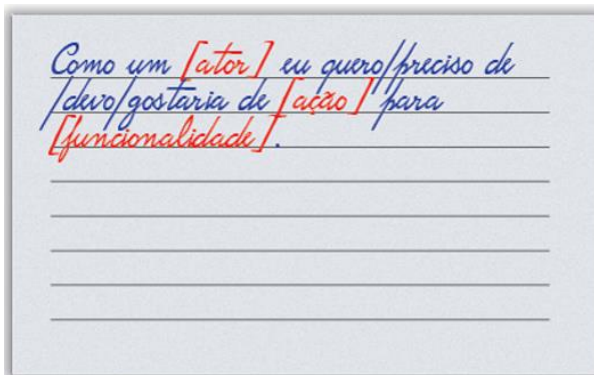 Como um [ator] eu quero/preciso de
/devo/gostaria de [ação] para
[funcionalidade].